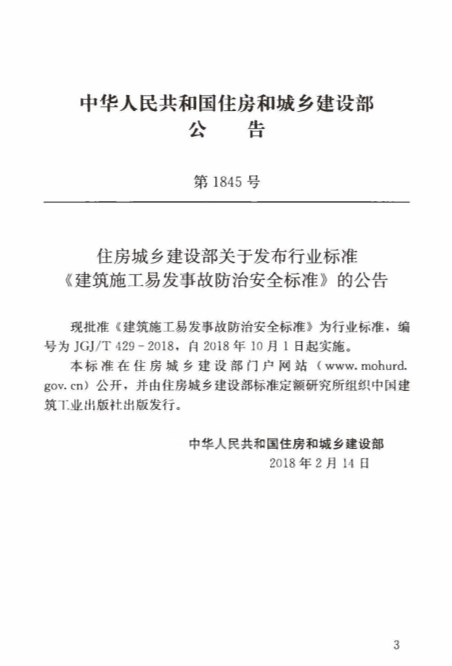 中华人民共和国住房和城乡建设部
公 告
第 1845 号
住房城乡建设部关于发布行业标准
《建筑施工易发事故防治安全标准》的公告
现批准《建筑施工易发事故防治安全标准》为行业标准，编
号为 JGJ/T 429-2018，自 2018 年 10 月 1 日起实施。
本标准在住房城乡建设部门户网站（www.mohurd.
gov.cn）公开，并由住房城乡建设部标准定额研究所组织中国建
筑工业出版社出版发行。
中华人民共和国住房和城乡建设部
2018 年 2 月 14 日
3